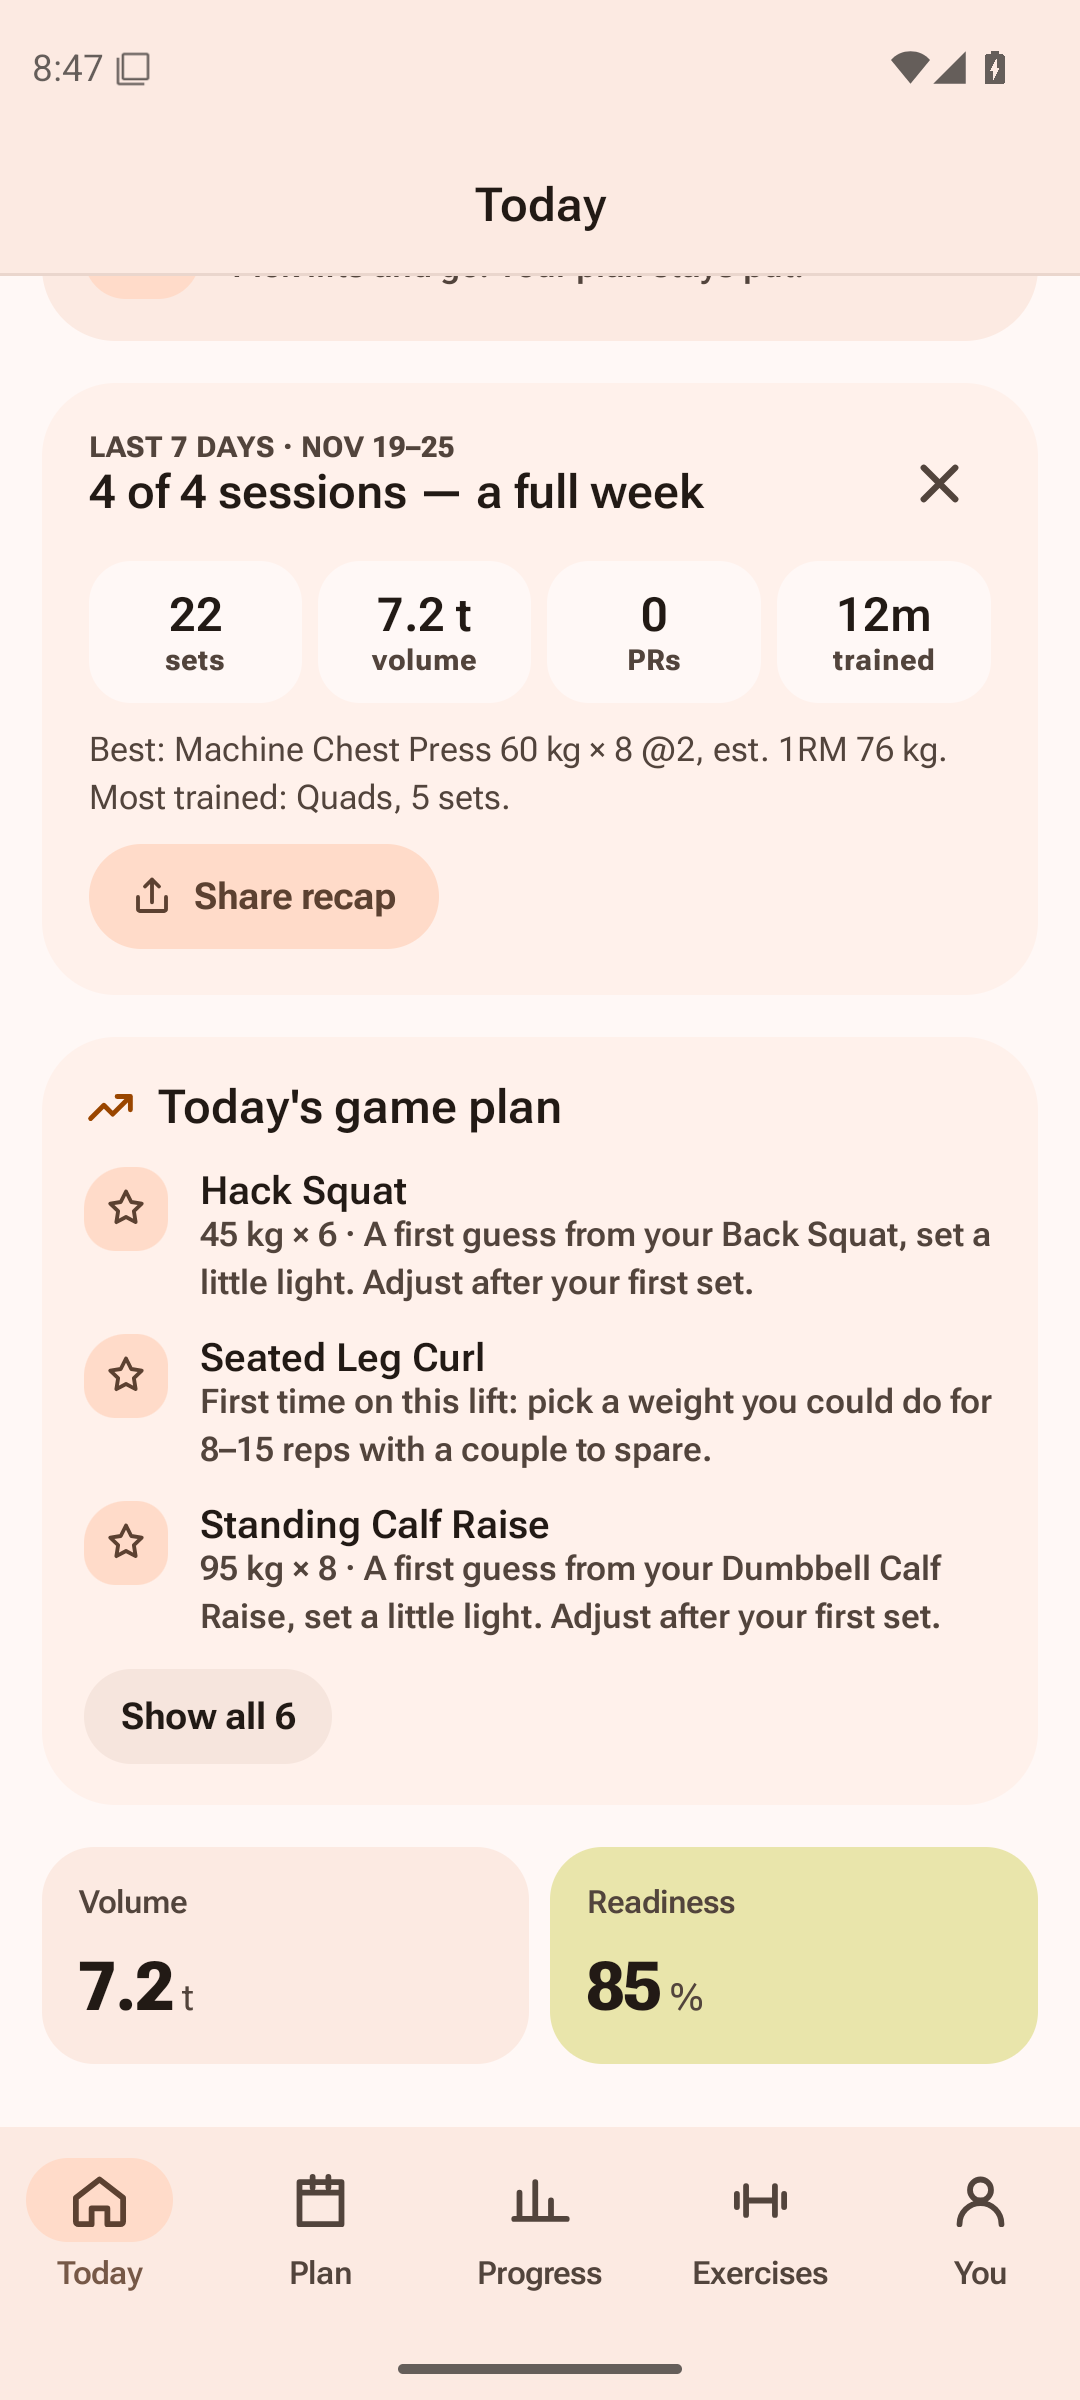 8:47
Today
LAST 7 DAYS · NOV 19–25
4 of 4 sessions — a full week
22
sets
7.2 t
volume
0
PRs
12m
trained
Best: Machine Chest Press 60 kg × 8 @2, est. 1RM 76 kg.
Most trained: Quads, 5 sets.
Share recap
Today's game plan
Hack Squat
45 kg × 6 · A first guess from your Back Squat, set a
little light. Adjust after your first set.
Seated Leg Curl
First time on this lift: pick a weight you could do for
8–15 reps with a couple to spare.
Standing Calf Raise
95 kg × 8 · A first guess from your Dumbbell Calf
Raise, set a little light. Adjust after your first set.
Show all 6
Volume
7.2 t
Readiness
85 %
Today
Plan
Progress
Exercises
You